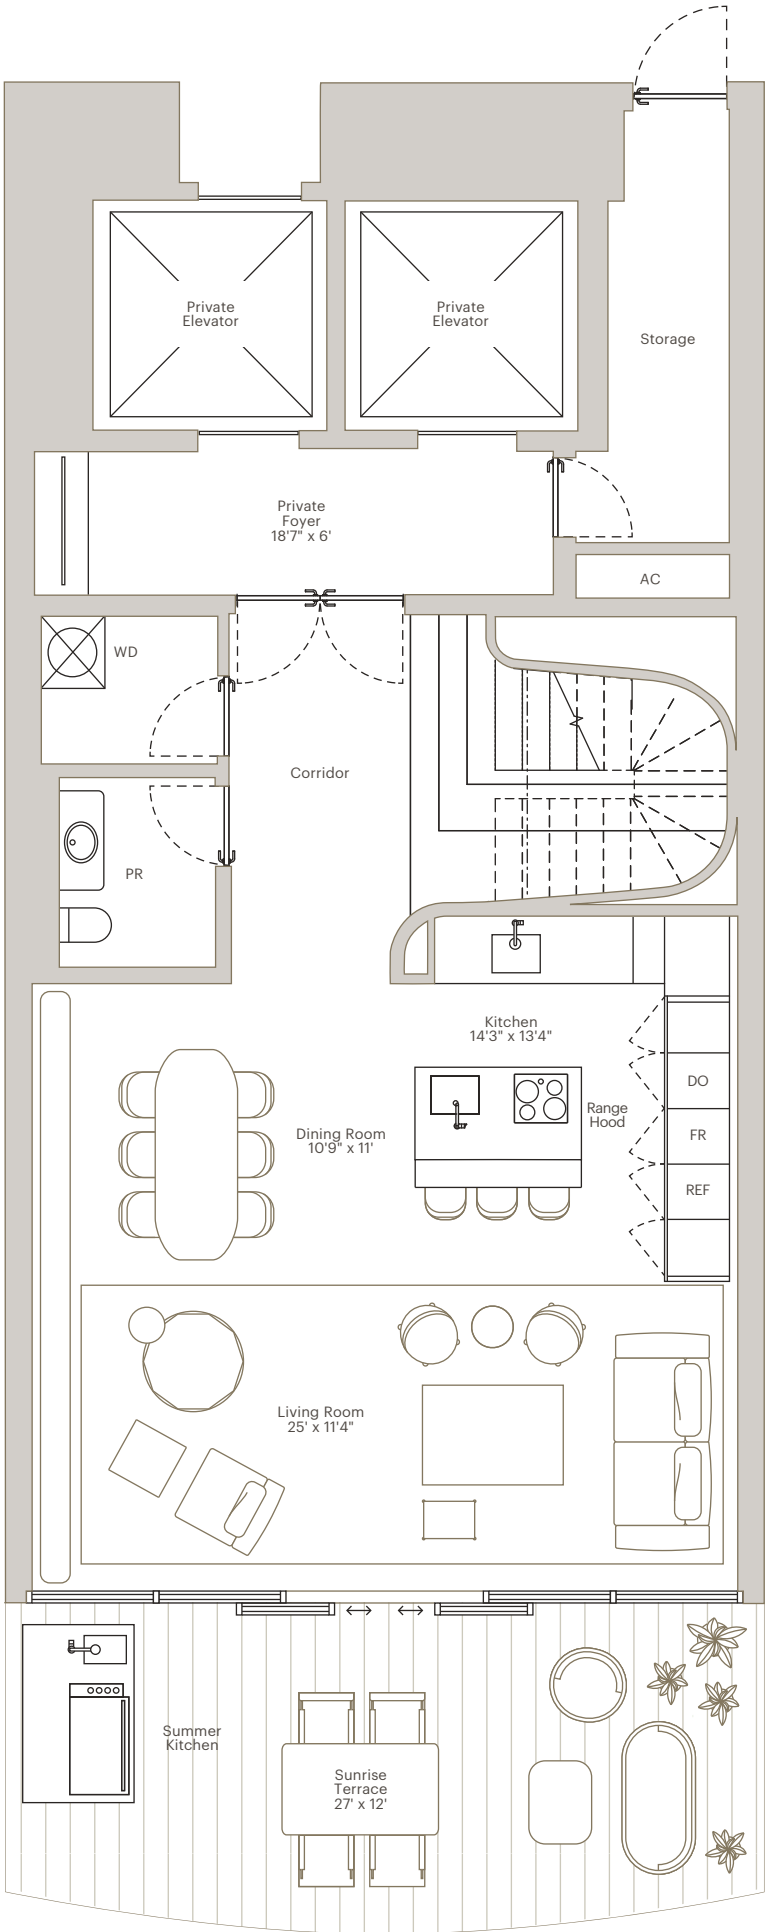 Private
Elevator
Private
Elevator
Storage
Private
Foyer
18'7" x 6'
AC
WD
Corridor
PR
Kitchen
14'3" x 13'4"
DO
Range
Hood
Dining Room
10'9" x 11'
FR
REF
Living Room
25' x 11'4"
Summer
Kitchen
Sunrise
Terrace
27' x 12'